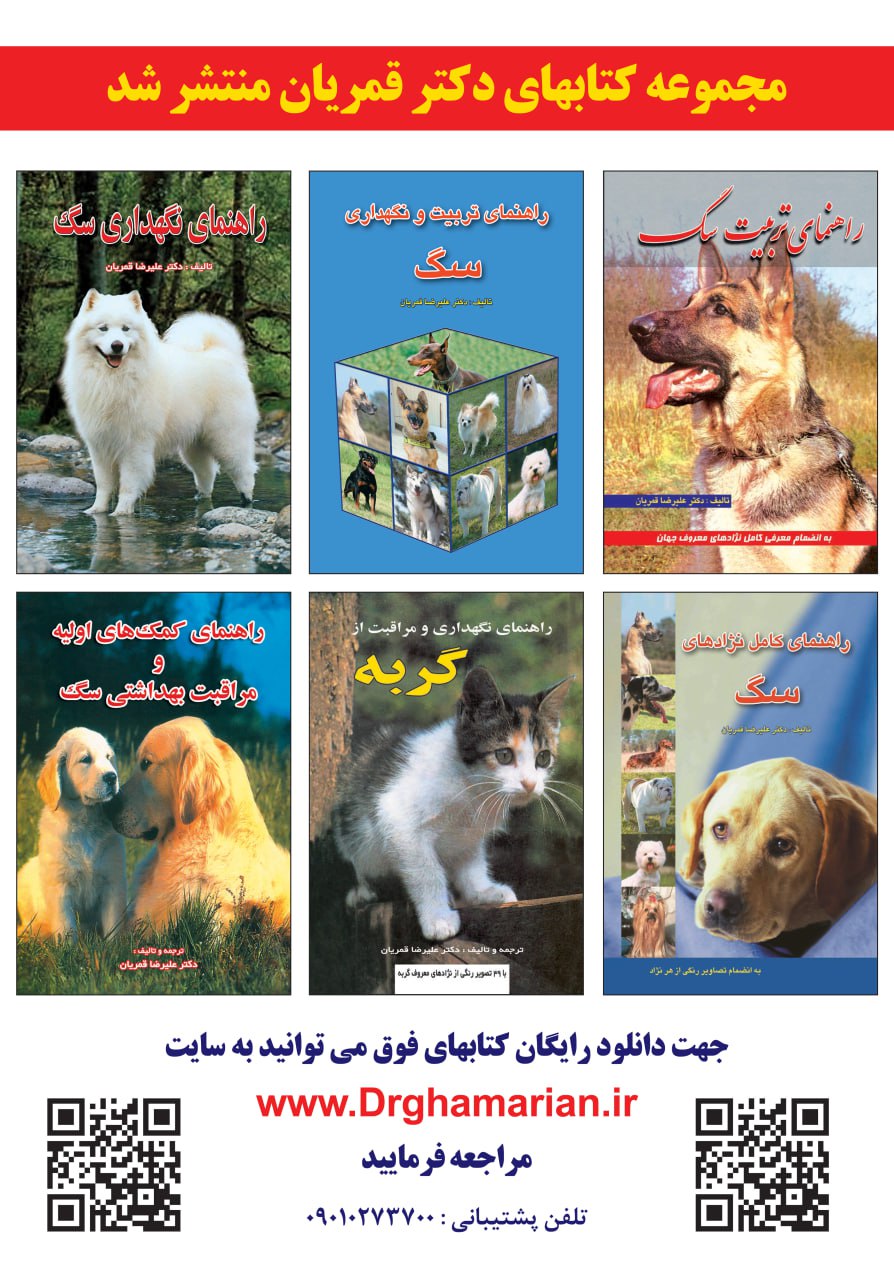 مجموعه کتابهای دکتر قمریان منتشر شد
راهنمای تربیت سگ
تالیف : دکتر علیرضا قمریان
به انضمام معرفی کامل نژادهای معروف جهان
راهنمای تربیت و نگهداری
سگ
تالیف : دکتر علیرضا قمریان
راهنمای نگهداری سگ
تالیف : دکتر علیرضا قمریان
راهنمای کامل نژادهای
سگ
تالیف : دکتر علیرضا قمریان
به انضمام تصاویر رنگی از هر نژاد
راهنمای نگهداری و مراقبت از
گربه
ترجمه و تالیف : دکتر علیرضا قمریان
با ۳۹ تصویر رنگی از نژادهای معروف گربه
راهنمای کمک‌های اولیه
و
مراقبت بهداشتی سگ
ترجمه و تالیف :
دکتر علیرضا قمریان
جهت دانلود رایگان کتابهای فوق می توانید به سایت
www.Drghamarian.ir
مراجعه فرمایید
تلفن پشتیبانی : ۰۹۰۱۰۲۷۳۷۰۰